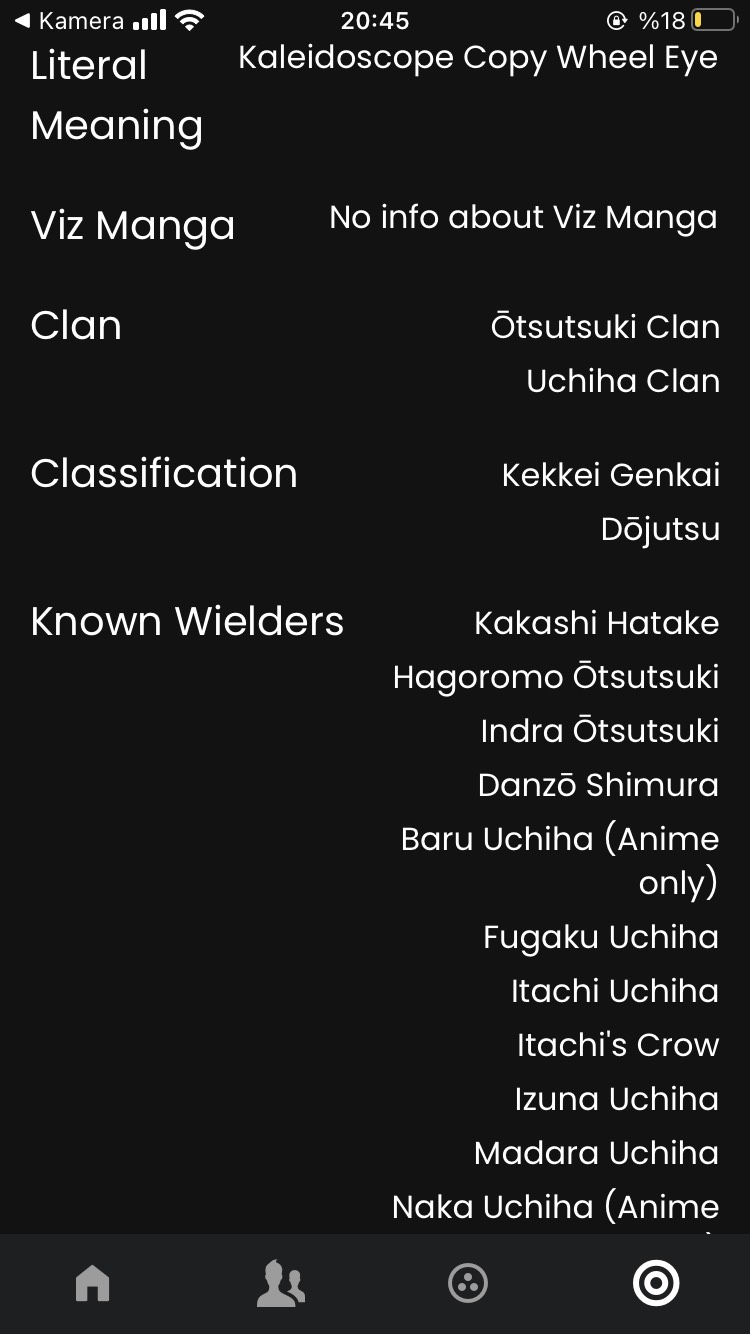 ◀ Kamera 20:45 %18
Literal Kaleidoscope Copy Wheel Eye
Meaning
Viz Manga No info about Viz Manga
Clan Ōtsutsuki Clan
Uchiha Clan
Classification Kekkei Genkai
Dōjutsu
Known Wielders Kakashi Hatake
Hagoromo Ōtsutsuki
Indra Ōtsutsuki
Danzō Shimura
Baru Uchiha (Anime
only)
Fugaku Uchiha
Itachi Uchiha
Itachi's Crow
Izuna Uchiha
Madara Uchiha
Naka Uchiha (Anime